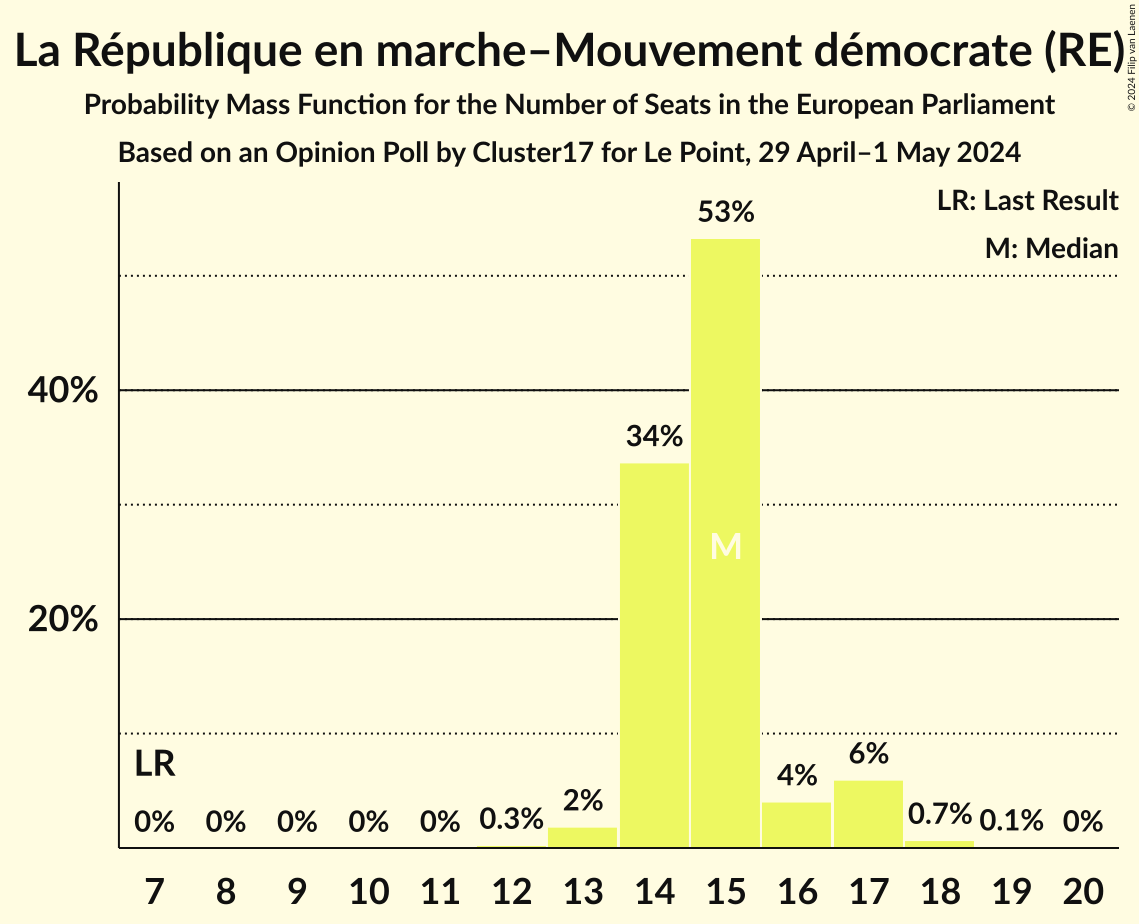 La République en marche–Mouvement démocrate (RE)
© 2024 Filip van Laenen
Probability Mass Function for the Number of Seats in the European Parliament
Based on an Opinion Poll by Cluster17 for Le Point, 29 April–1 May 2024
LR: Last Result
M: Median
53%
40%
34%
M
20%
LR
0% 0% 0% 0% 0% 0.3% 2% 4% 6% 0.7% 0.1% 0%
7 8 9 10 11 12 13 14 15 16 17 18 19 20